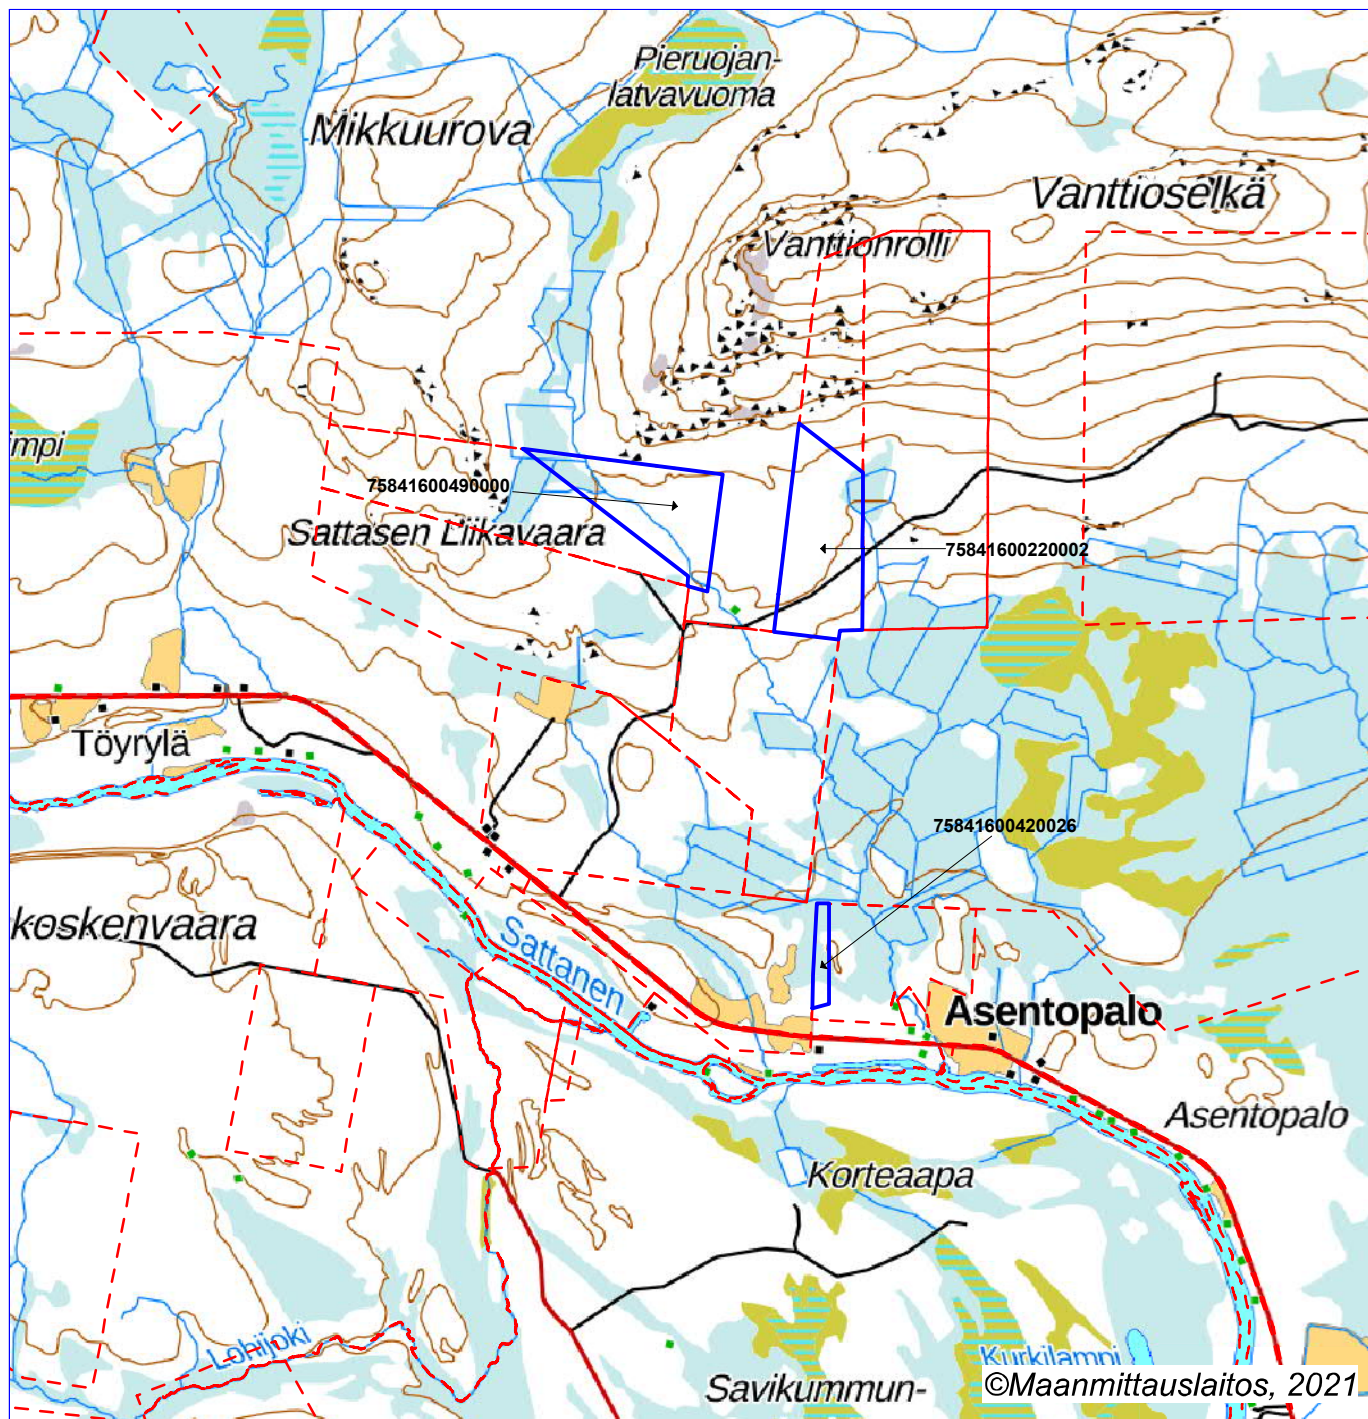 Pieruojan-
latvavuoma
Mikkuurova
Vanttioselkä
Vanttionrolli
impi
75841600490000
Sattasen Liikavaara
75841600220002
Töyrylä
75841600420026
koskenvaara
Sattanen
Asentopalo
Asentopalo
Korteaapa
Lohijoki
Kurkilampi
Savikummun-
©Maanmittauslaitos, 2021